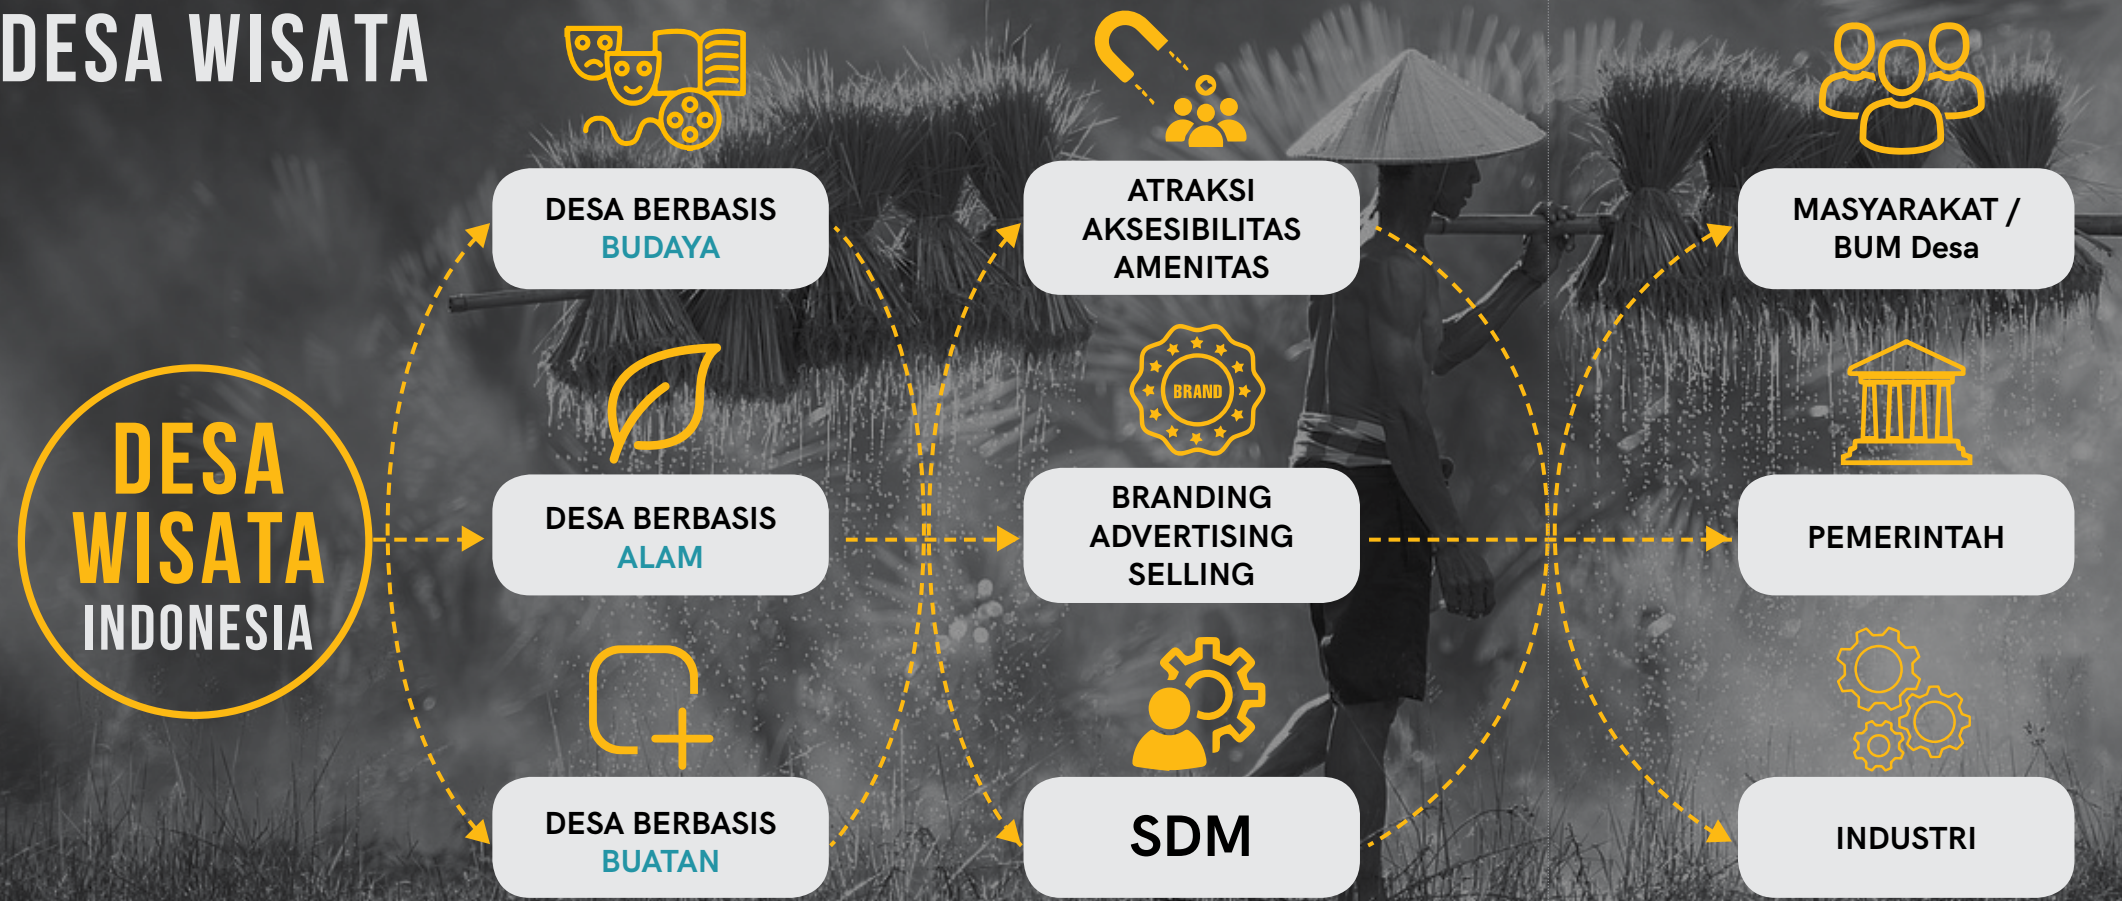 DESA WISATA
DESA
WISATA
INDONESIA
DESA BERBASIS
BUDAYA
DESA BERBASIS
ALAM
DESA BERBASIS
BUATAN
ATRAKSI
AKSESIBILITAS
AMENITAS
BRAND
BRANDING
ADVERTISING
SELLING
SDM
MASYARAKAT /
BUM Desa
PEMERINTAH
INDUSTRI